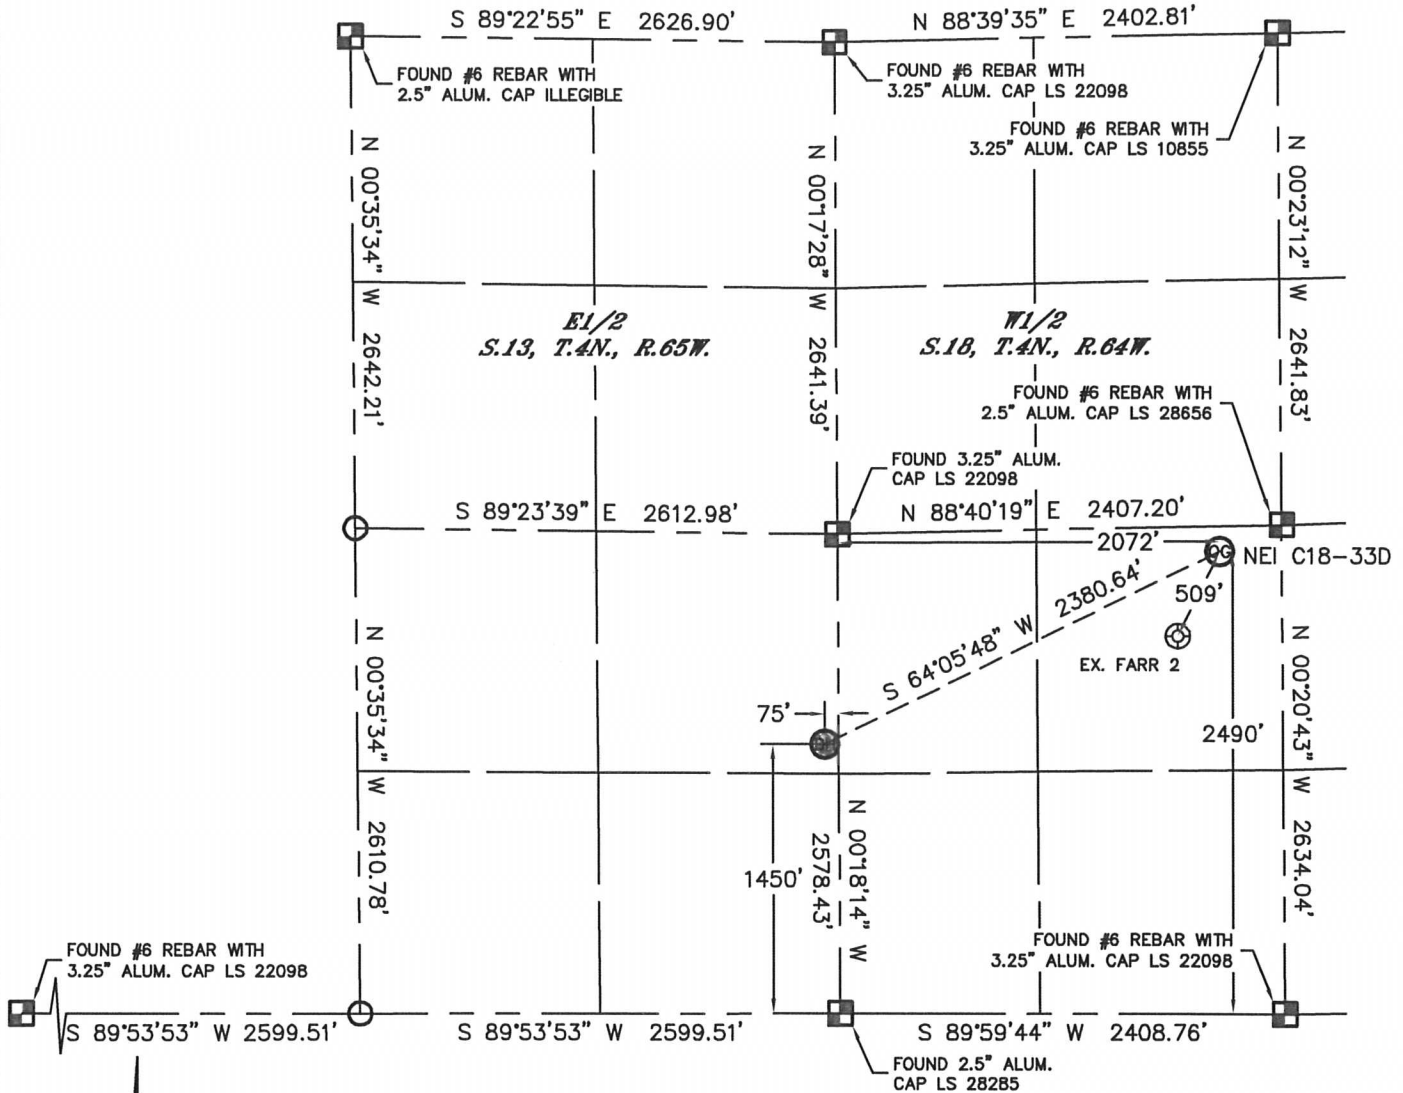 S 89°22'55" E 2626.90'
N 88°39'35" E 2402.81'
FOUND #6 REBAR WITH
2.5" ALUM. CAP ILLEGIBLE
FOUND #6 REBAR WITH
3.25" ALUM. CAP LS 22098
FOUND #6 REBAR WITH
3.25" ALUM. CAP LS 10855
N 00°35'34" W 2642.21'
N 00°17'28" W 2641.39'
N 00°23'12" W 2641.83'
E1/2
S.13, T.4N., R.65W.
W1/2
S.18, T.4N., R.64W.
FOUND #6 REBAR WITH
2.5" ALUM. CAP LS 28656
FOUND 3.25" ALUM.
CAP LS 22098
S 89°23'39" E 2612.98'
N 88°40'19" E 2407.20'
2072'
OG NEI C18-33D
509'
EX. FARR 2
S 64°05'48" W 2380.64'
75'
2490'
1450'
N 00°35'34" W 2610.78'
N 00°18'14" W
2578.43'
N 00°20'43" W 2634.04'
FOUND #6 REBAR WITH
3.25" ALUM. CAP LS 22098
FOUND #6 REBAR WITH
3.25" ALUM. CAP LS 22098
S 89°53'53" W 2599.51'
S 89°53'53" W 2599.51'
S 89°59'44" W 2408.76'
FOUND 2.5" ALUM.
CAP LS 28285